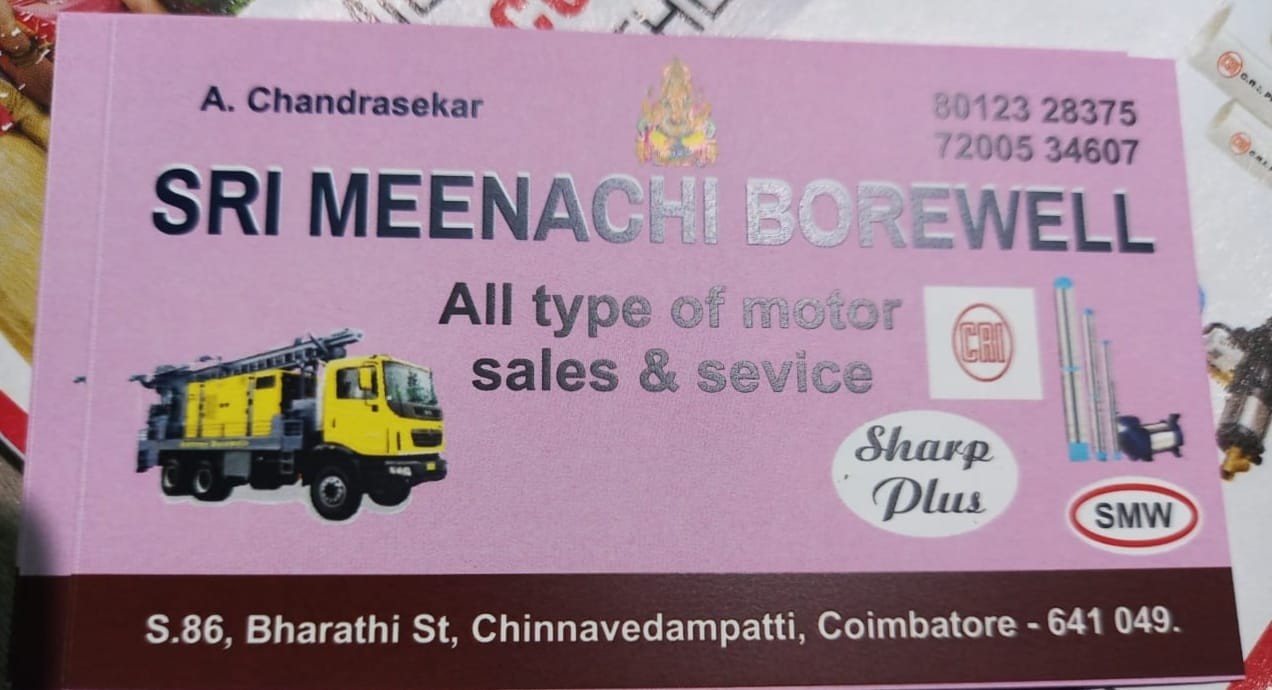 A. Chandrasekar
80123 28375
72005 34607
SRI MEENACHI BOREWELL
All type of motor
sales & sevice
CRI
Sharp
Plus
SMW
S.86, Bharathi St, Chinnavedampatti, Coimbatore - 641 049.